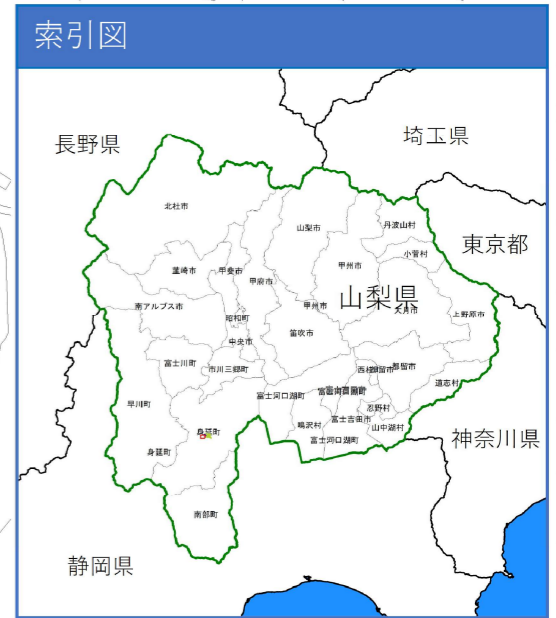 索引図
長野県
埼玉県
東京都
神奈川県
静岡県
山梨県
北杜市
山梨市
丹波山村
小菅村
韮崎市
甲斐市
甲府市
甲州市
南アルプス市
昭和町
甲州市
大月市
上野原市
中央市
笛吹市
富士川町
市川三郷町
都留市
道志村
早川町
富士河口湖町
忍野村
鳴沢村
富士吉田市
山中湖村
身延町
身延町
富士河口湖町
南部町